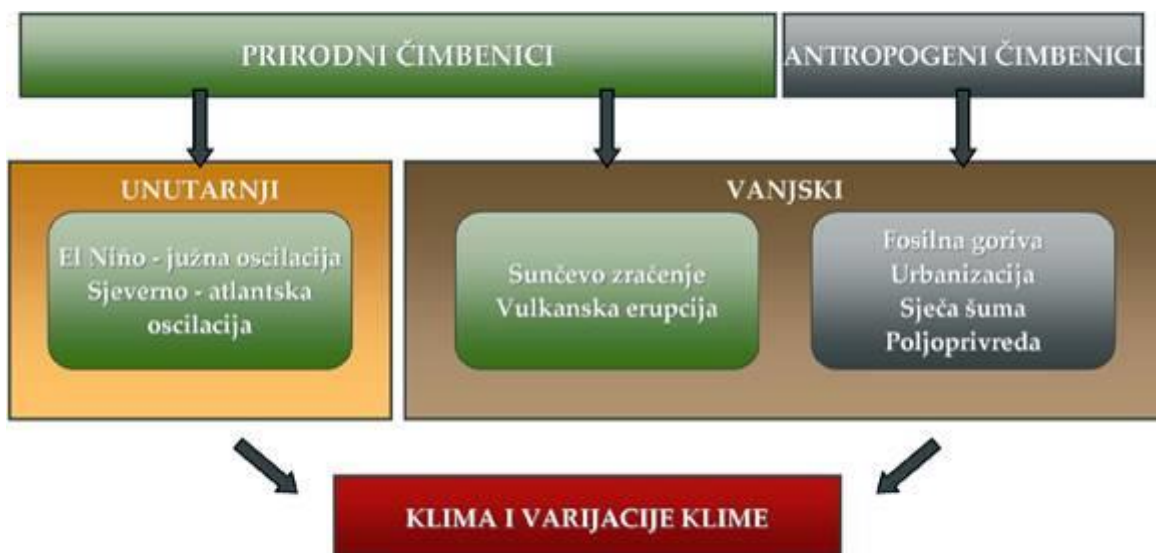 PRIRODNI ČIMBENICI
ANTROPOGENI ČIMBENICI
UNUTARNJI
El Niño - južna oscilacija
Sjeverno - atlantska
oscilacija
VANJSKI
Sunčevo zračenje
Vulkanska erupcija
Fosilna goriva
Urbanizacija
Sječa šuma
Poljoprivreda
KLIMA I VARIJACIJE KLIME